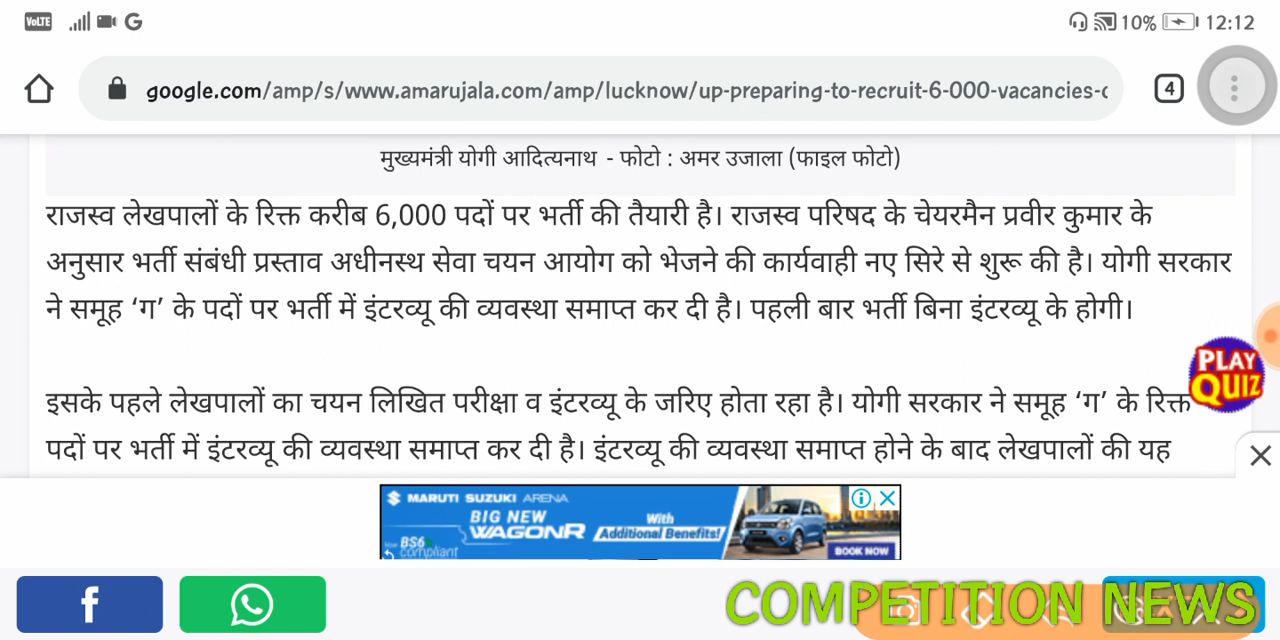 VoLTE G 10% 12:12
google.com/amp/s/www.amarujala.com/amp/lucknow/up-preparing-to-recruit-6-000-vacancies- 4
मुख्यमंत्री योगी आदित्यनाथ - फोटो : अमर उजाला (फाइल फोटो)
राजस्व लेखपालों के रिक्त करीब 6,000 पदों पर भर्ती की तैयारी है। राजस्व परिषद के चेयरमैन प्रवीर कुमार के
अनुसार भर्ती संबंधी प्रस्ताव अधीनस्थ सेवा चयन आयोग को भेजने की कार्यवाही नए सिरे से शुरू की है। योगी सरकार
ने समूह ‘ग’ के पदों पर भर्ती में इंटरव्यू की व्यवस्था समाप्त कर दी है। पहली बार भर्ती बिना इंटरव्यू के होगी।
PLAY
QUIZ
इसके पहले लेखपालों का चयन लिखित परीक्षा व इंटरव्यू के जरिए होता रहा है। योगी सरकार ने समूह ‘ग’ के रिक्त
पदों पर भर्ती में इंटरव्यू की व्यवस्था समाप्त कर दी है। इंटरव्यू की व्यवस्था समाप्त होने के बाद लेखपालों की यह
MARUTI SUZUKI ARENA
BIG NEW
WAGONR
With
Additional Benefits!
Now BS6
compliant
BOOK NOW
f
COMPETITION NEWS